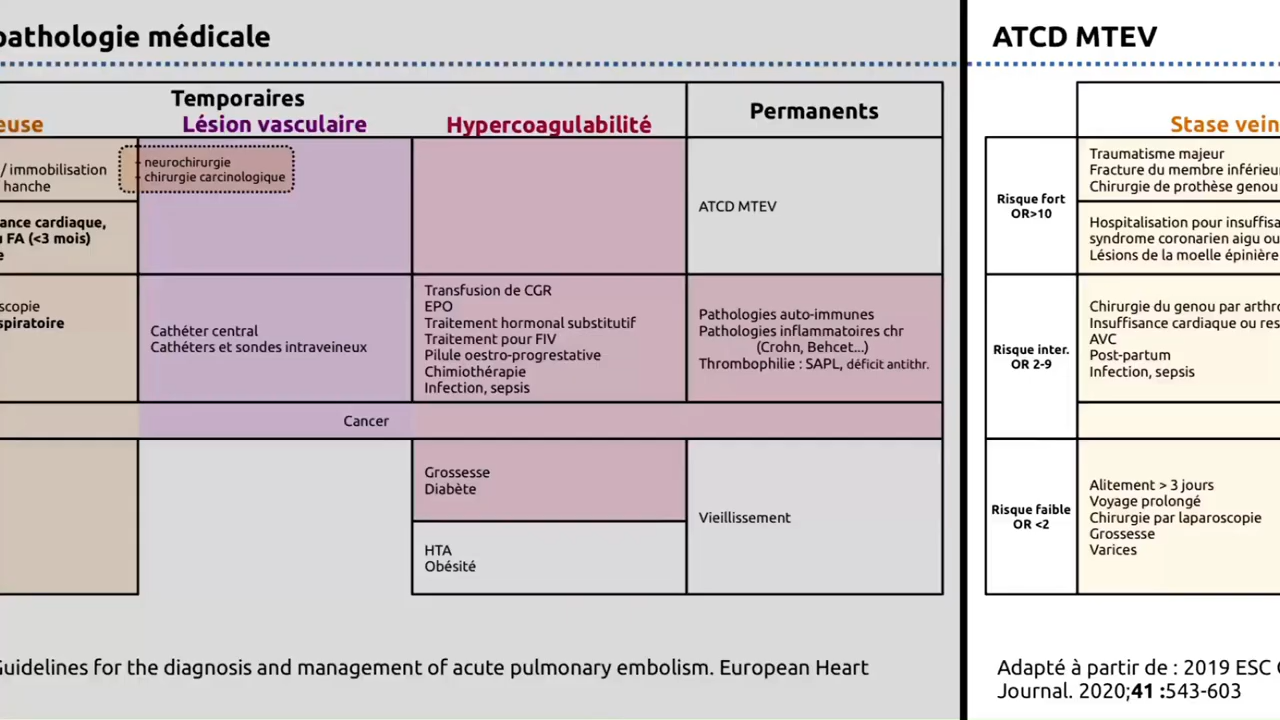 pathologie médicale
Temporaires
Lésion vasculaire
Hypercoagulabilité
Permanents
/ immobilisation
hanche
- neurochirurgie
- chirurgie carcinologique
ATCD MTEV
ance cardiaque,
FA (<3 mois)
Transfusion de CGR
EPO
Traitement hormonal substitutif
Traitement pour FIV
Pilule oestro-progrestative
Chimiothérapie
Infection, sepsis
scopie
spiratoire
Cathéter central
Cathéters et sondes intraveineux
Pathologies auto-immunes
Pathologies inflammatoires chr
(Crohn, Behcet...)
Thrombophilie : SAPL, déficit antithr.
Cancer
Grossesse
Diabète
HTA
Obésité
Vieillissement
Guidelines for the diagnosis and management of acute pulmonary embolism. European Heart
ATCD MTEV
Stase vein
Risque fort
OR>10
Traumatisme majeur
Fracture du membre inférieu
Chirurgie de prothèse genou
Hospitalisation pour insuffisa
syndrome coronarien aigu ou
Lésions de la moelle épinière
Risque inter.
OR 2-9
Chirurgie du genou par arthro
Insuffisance cardiaque ou res
AVC
Post-partum
Infection, sepsis
Risque faible
OR <2
Alitement > 3 jours
Voyage prolongé
Chirurgie par laparoscopie
Grossesse
Varices
Adapté à partir de : 2019 ESC
Journal. 2020;41 :543-603